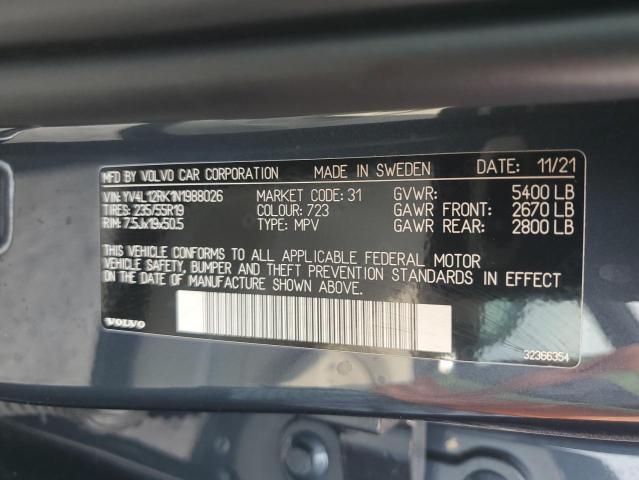 MFD BY VOLVO CAR CORPORATION MADE IN SWEDEN DATE: 11/21
VIN: YV4L12RK1N1988026 MARKET CODE: 31 GVWR: 5400 LB
TIRES: 235/55R19 COLOUR: 723 GAWR FRONT: 2670 LB
RIM: 7.5Jx19x50.5 TYPE: MPV GAWR REAR: 2800 LB
THIS VEHICLE CONFORMS TO ALL APPLICABLE FEDERAL MOTOR
VEHICLE SAFETY, BUMPER AND THEFT PREVENTION STANDARDS IN EFFECT
ON THE DATE OF MANUFACTURE SHOWN ABOVE.
VOLVO 32366354